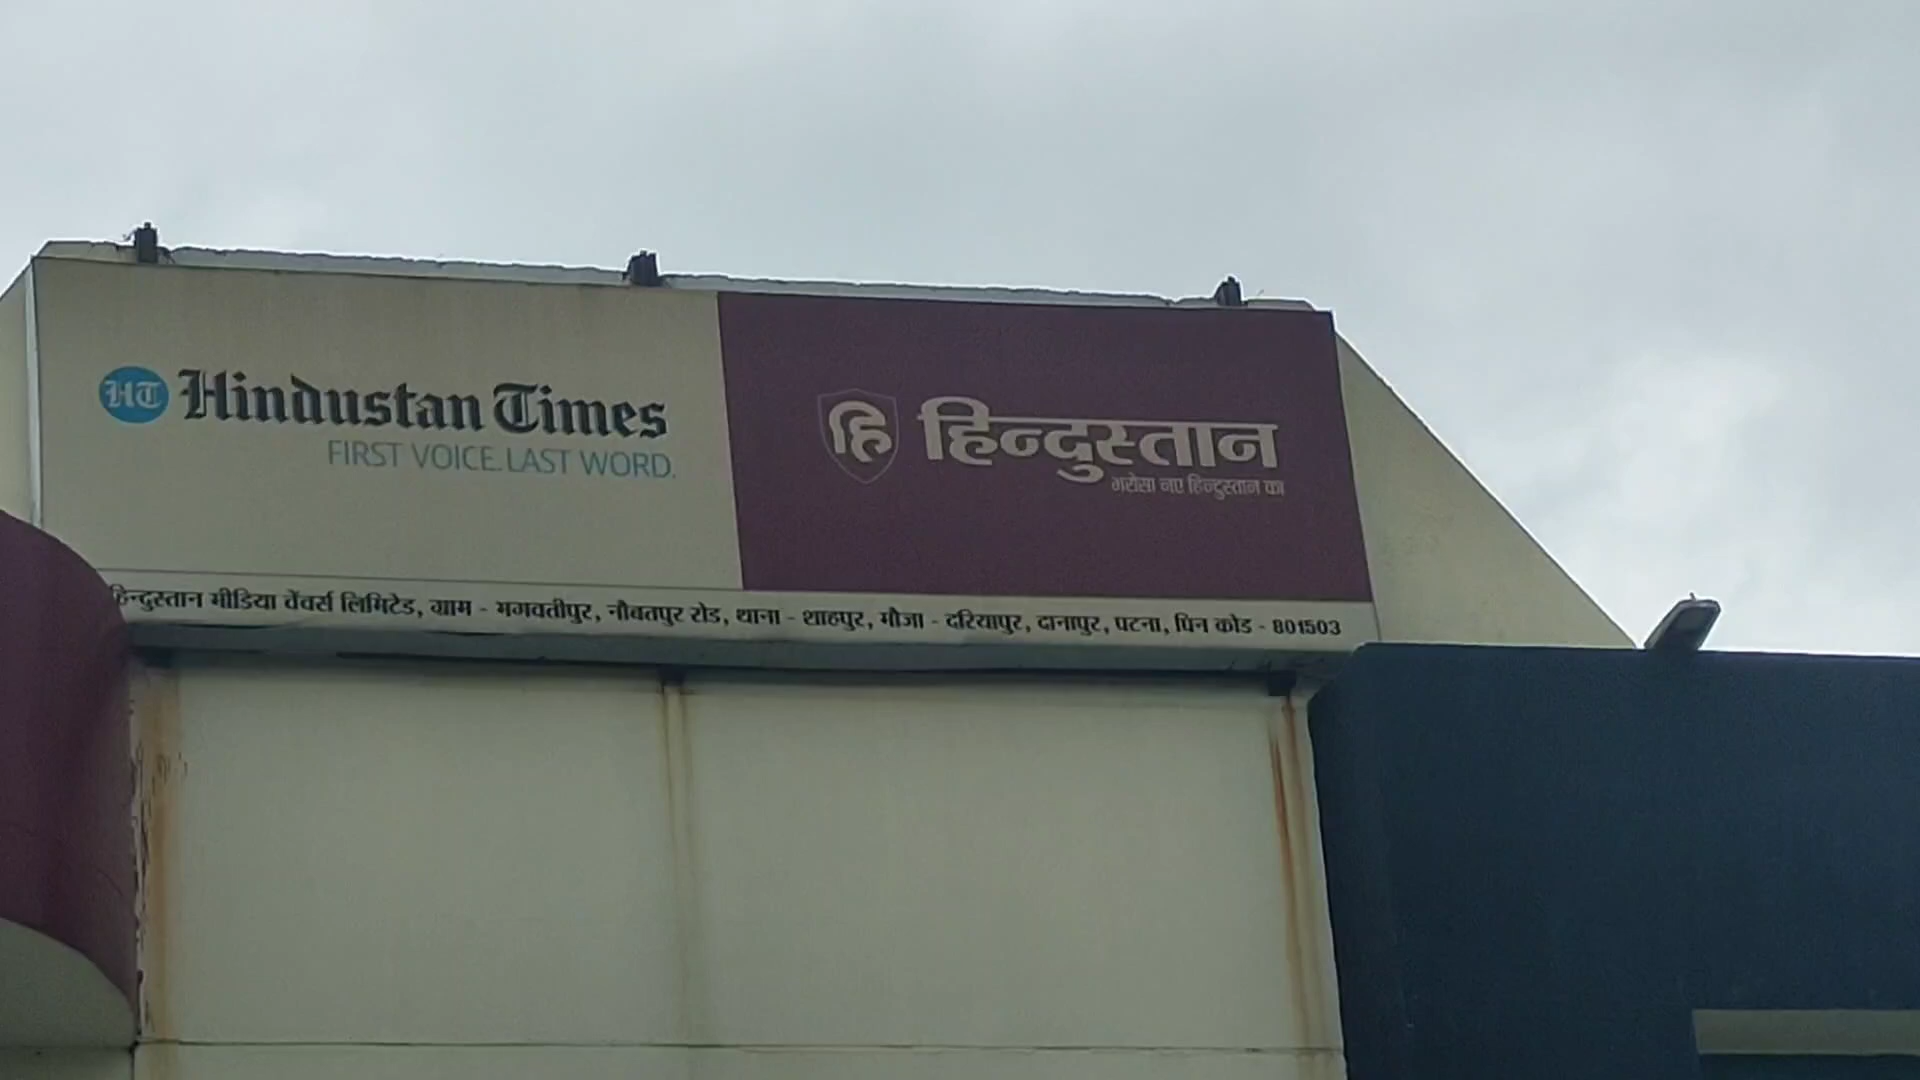 HT Hindustan Times
FIRST VOICE. LAST WORD.
हि हिन्दुस्तान
भरोसा नए हिन्दुस्तान का
हिन्दुस्तान मीडिया वेंचर्स लिमिटेड, ग्राम - भगवतीपुर, नौबतपुर रोड, थाना - शाहपुर, मौजा - दरियापुर, दानापुर, पटना, पिन कोड - 801503